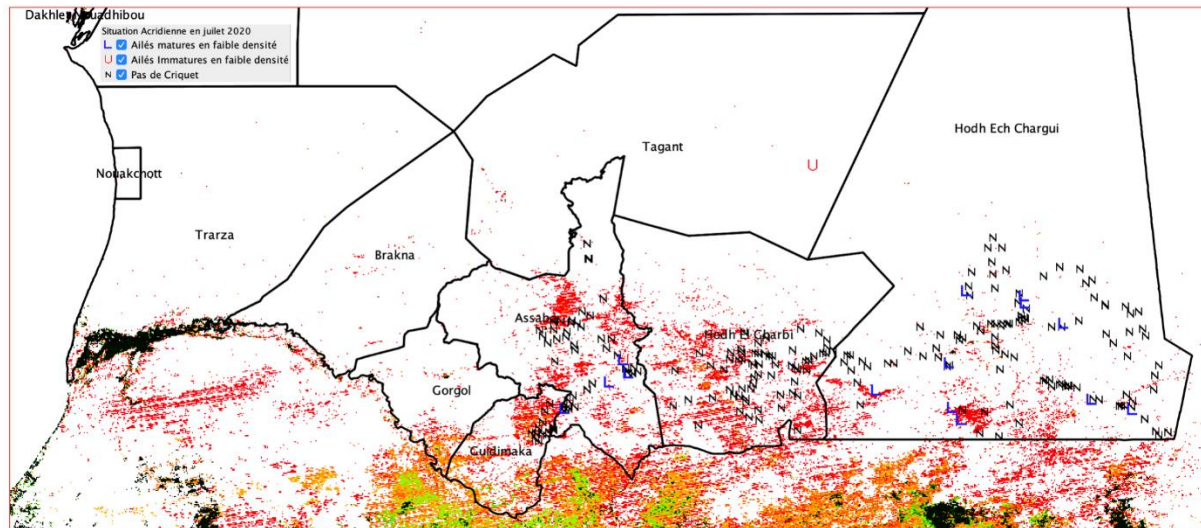 Dakhlet Nouadhibou
Situation Acridienne en juillet 2020
L Ailés matures en faible densité
U Ailés Immatures en faible densité
N Pas de Criquet
Hodh Ech Chargui
Tagant
U
Nouakchott
Trarza
Brakna
Assaba
Hodh El Gharbi
Gorgol
Guidimaka